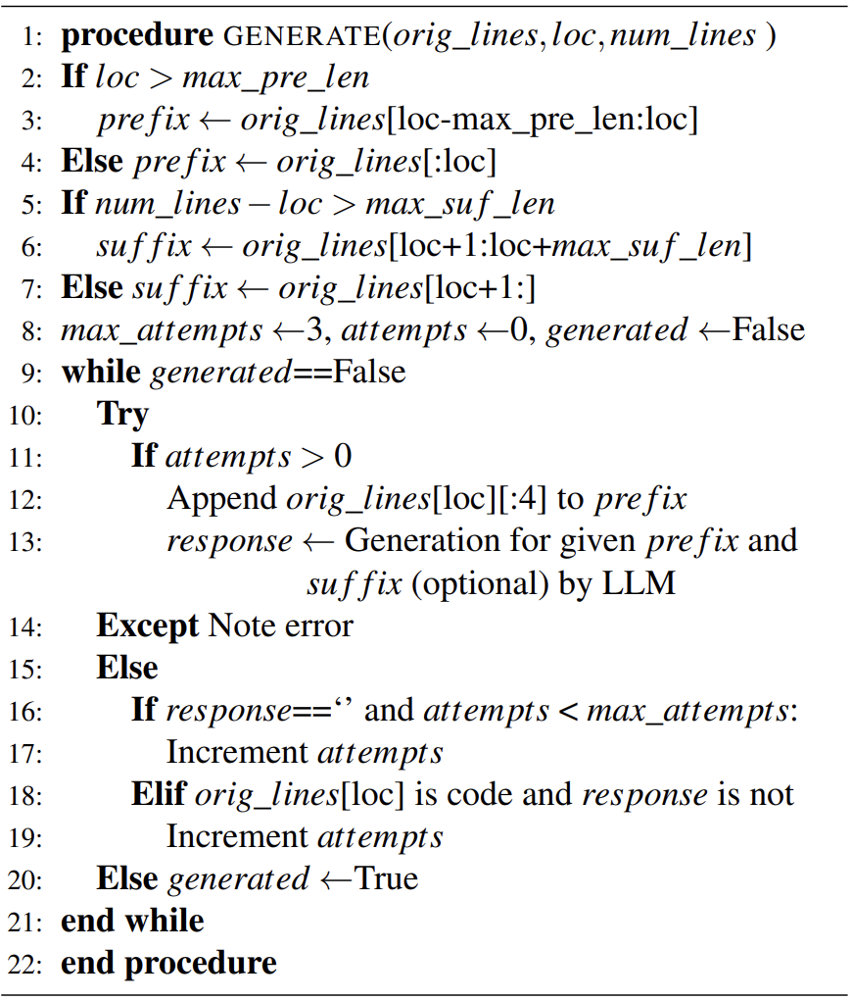 1: procedure GENERATE(orig_lines,loc,num_lines )
2: If loc > max_pre_len
3: prefix ← orig_lines[loc-max_pre_len:loc]
4: Else prefix ← orig_lines[:loc]
5: If num_lines − loc > max_suf_len
6: suffix ← orig_lines[loc+1:loc+max_suf_len]
7: Else suffix ← orig_lines[loc+1:]
8: max_attempts ←3, attempts ←0, generated ←False
9: while generated==False
10: Try
11: If attempts > 0
12: Append orig_lines[loc][:4] to prefix
13: response ← Generation for given prefix and
suffix (optional) by LLM
14: Except Note error
15: Else
16: If response==‘’ and attempts < max_attempts:
17: Increment attempts
18: Elif orig_lines[loc] is code and response is not
19: Increment attempts
20: Else generated ←True
21: end while
22: end procedure